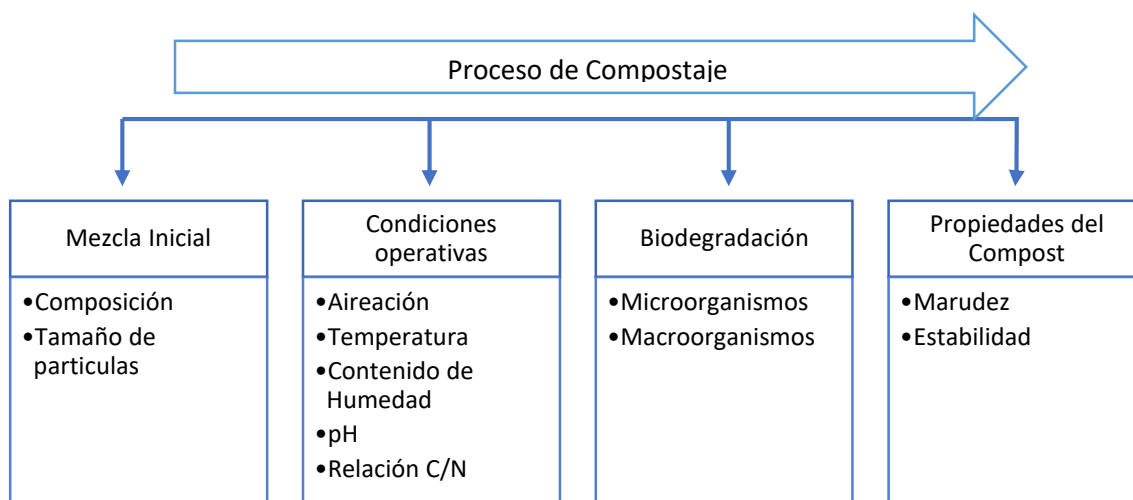 Proceso de Compostaje
Mezcla Inicial
•Composición
•Tamaño de
particulas
Condiciones
operativas
•Aireación
•Temperatura
•Contenido de
Humedad
•pH
•Relación C/N
Biodegradación
•Microorganismos
•Macroorganismos
Propiedades del
Compost
•Marudez
•Estabilidad